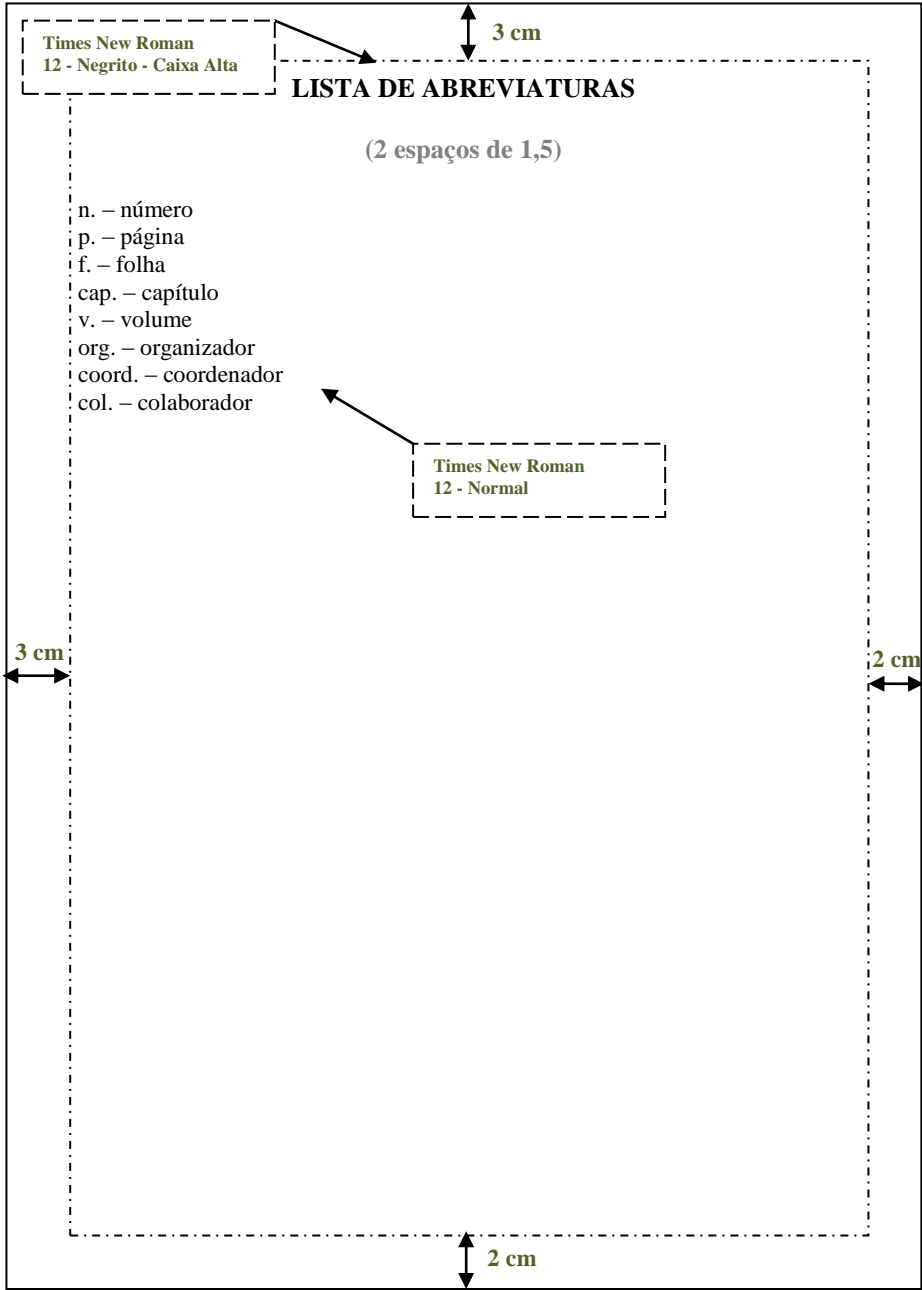 3 cm
Times New Roman
12 - Negrito - Caixa Alta
LISTA DE ABREVIATURAS
(2 espaços de 1,5)
n. – número
p. – página
f. – folha
cap. – capítulo
v. – volume
org. – organizador
coord. – coordenador
col. – colaborador
Times New Roman
12 - Normal
3 cm
2 cm
2 cm